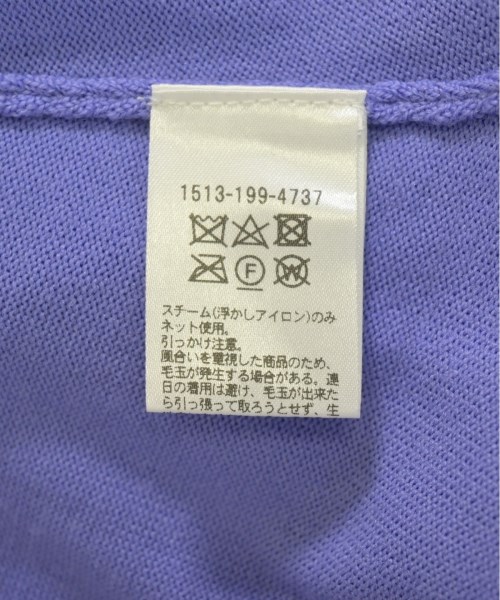 1513-199-4737
F
W
スチーム(浮かしアイロン)のみ
ネット使用。
引っかけ注意。
風合いを重視した商品のため、
毛玉が発生する場合がある。連
日の着用は避け、毛玉が出来た
ら引っ張って取ろうとせず、生